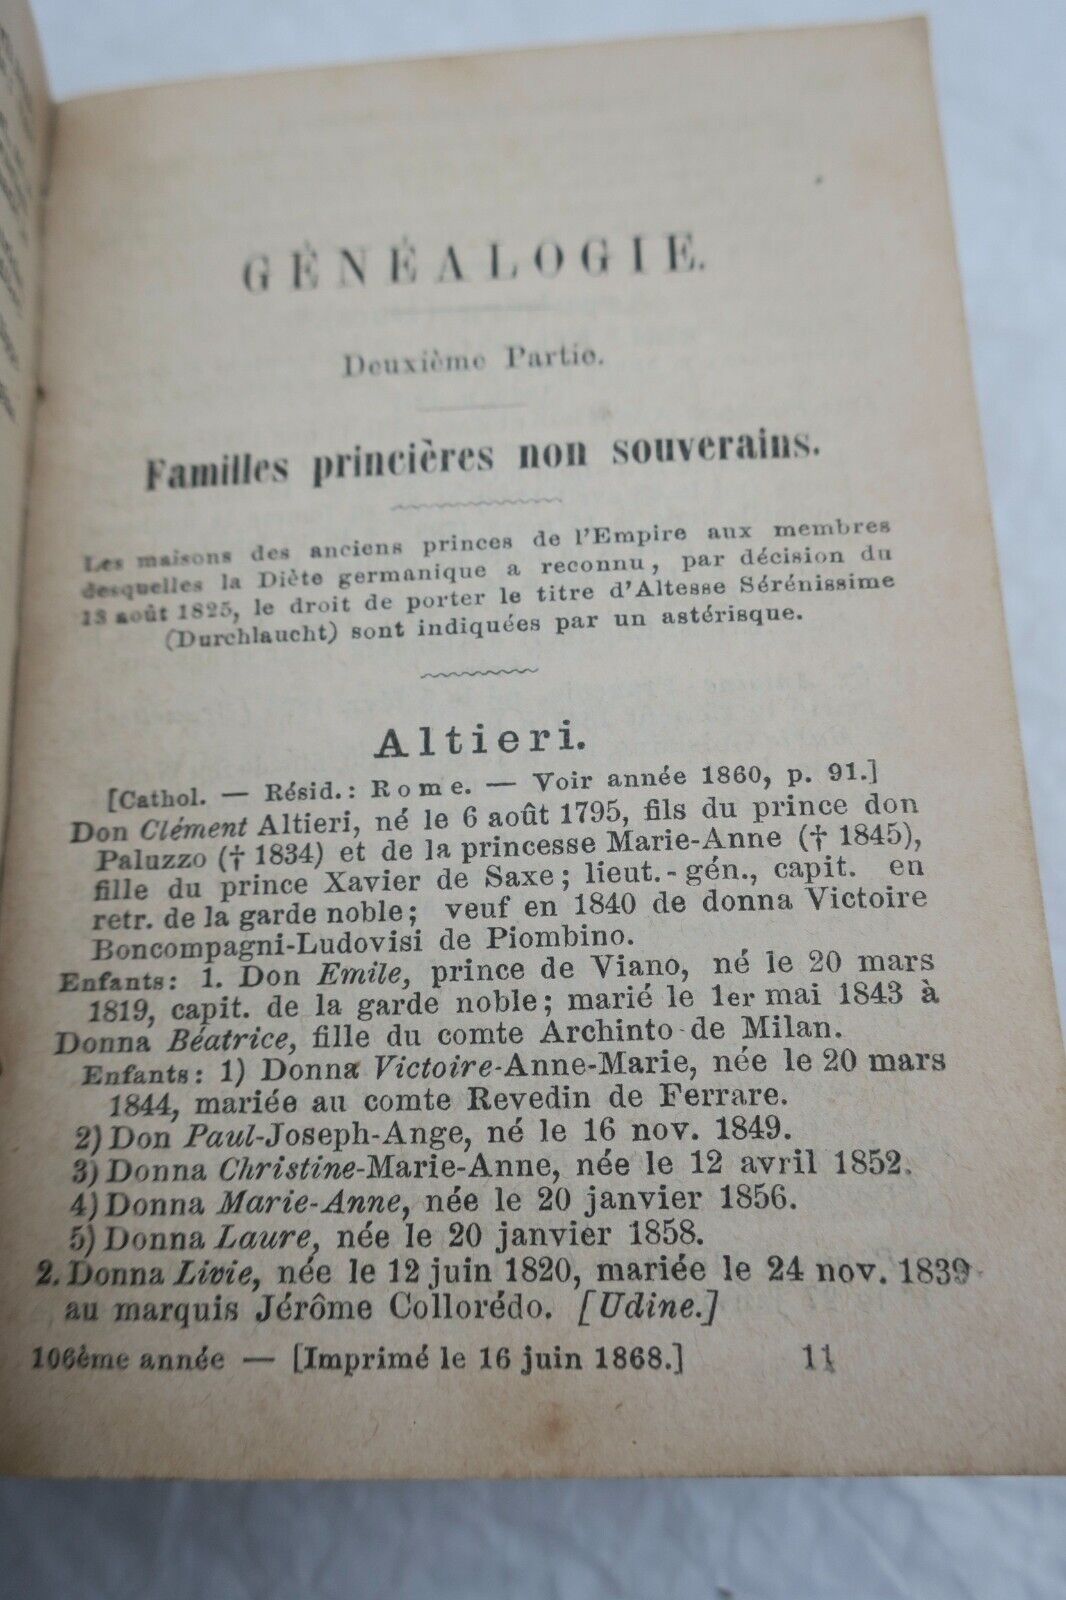 GÉNÉALOGIE.
Deuxième Partie.
Familles princières non souverains.
Les maisons des anciens princes de l'Empire aux membres
desquelles la Diète germanique a reconnu, par décision du
13 août 1825, le droit de porter le titre d'Altesse Sérénissime
(Durchlaucht) sont indiquées par un astérisque.
Altieri.
[Cathol. — Résid.: Rome. — Voir année 1860, p. 91.]
Don Clément Altieri, né le 6 août 1795, fils du prince don
Paluzzo († 1834) et de la princesse Marie-Anne († 1845),
fille du prince Xavier de Saxe; lieut.-gén., capit. en
retr. de la garde noble; veuf en 1840 de donna Victoire
Boncompagni-Ludovisi de Piombino.
Enfants: 1. Don Emile, prince de Viano, né le 20 mars
1819, capit. de la garde noble; marié le 1er mai 1843 à
Donna Béatrice, fille du comte Archinto de Milan.
Enfants: 1) Donna Victoire-Anne-Marie, née le 20 mars
1844, mariée au comte Revedin de Ferrare.
2) Don Paul-Joseph-Ange, né le 16 nov. 1849.
3) Donna Christine-Marie-Anne, née le 12 avril 1852.
4) Donna Marie-Anne, née le 20 janvier 1856.
5) Donna Laure, née le 20 janvier 1858.
2. Donna Livie, née le 12 juin 1820, mariée le 24 nov. 1839
au marquis Jérôme Collorédo. [Udine.]
106ème année — [Imprimé le 16 juin 1868.] 11